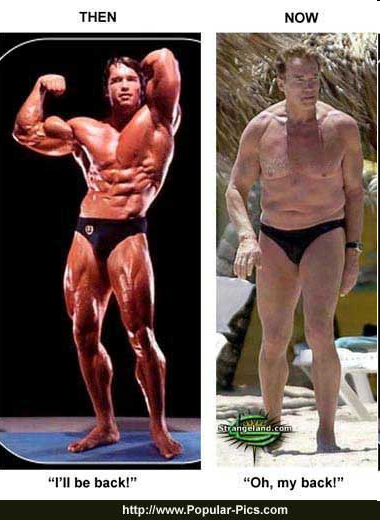 THEN
NOW
Strangeland.com
“I’ll be back!”
“Oh, my back!”
http://www.Popular-Pics.com